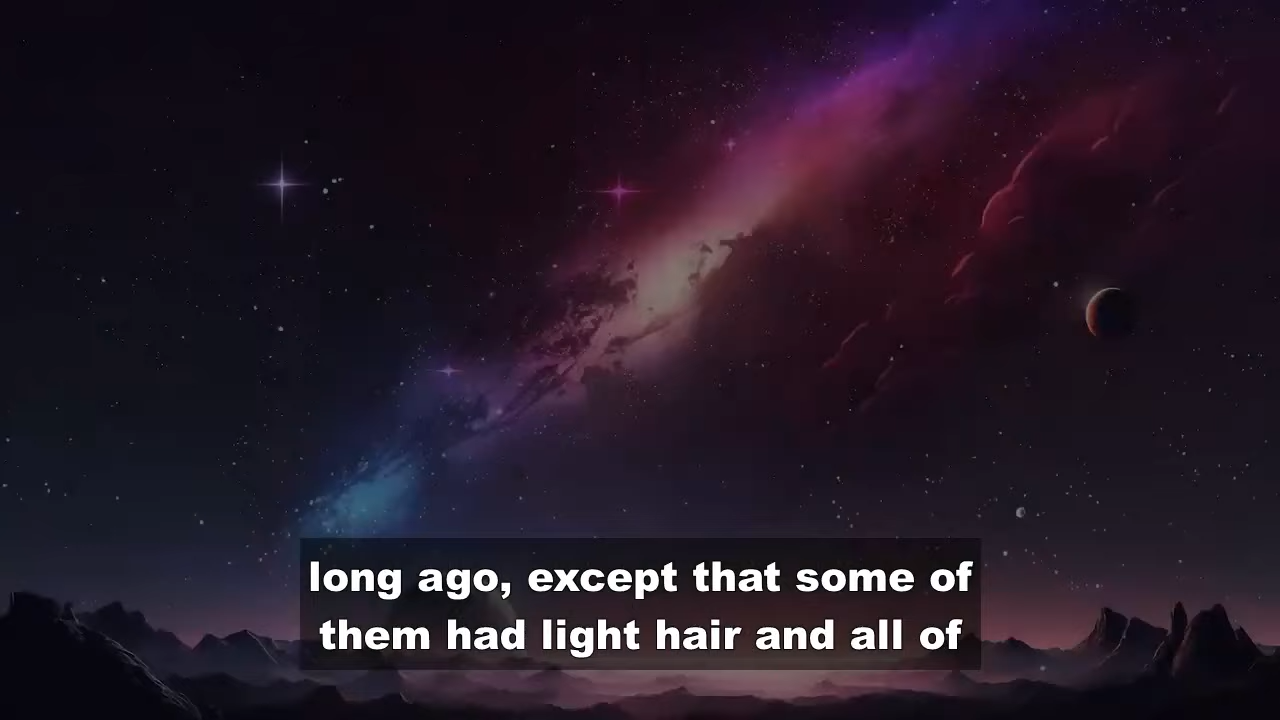 long ago, except that some of
them had light hair and all of